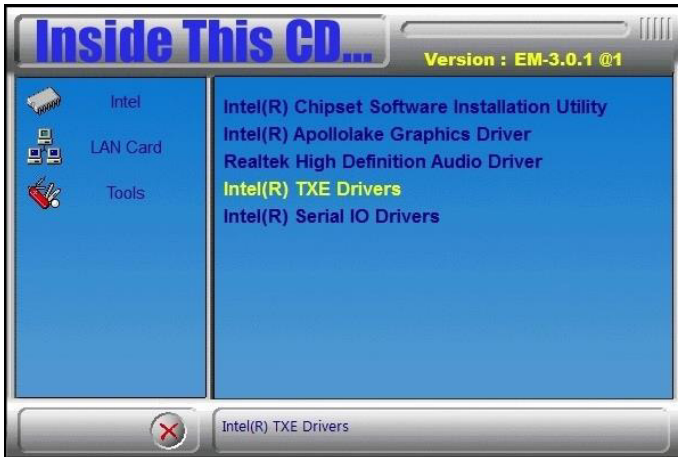 Inside This CD...
Version : EM-3.0.1 @1
Intel
LAN Card
Tools
Intel(R) Chipset Software Installation Utility
Intel(R) Apollolake Graphics Driver
Realtek High Definition Audio Driver
Intel(R) TXE Drivers
Intel(R) Serial IO Drivers
Intel(R) TXE Drivers